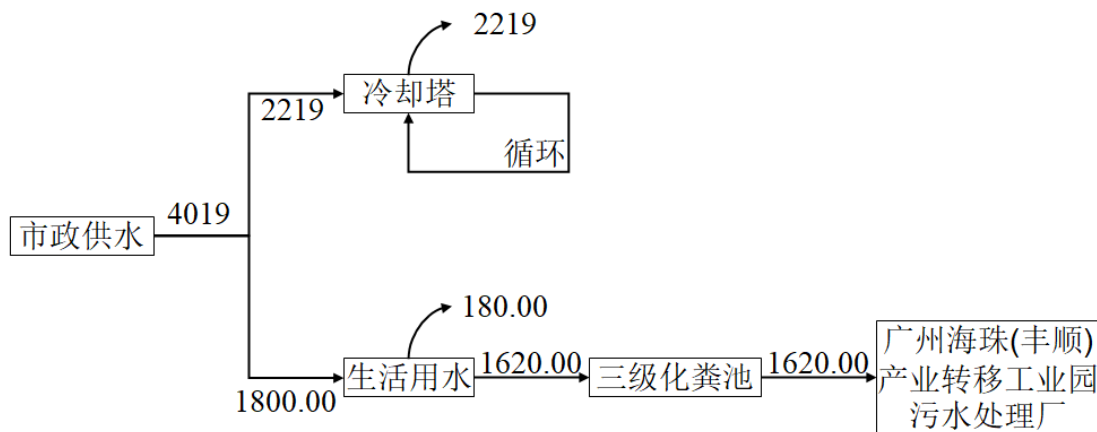 2219
冷却塔
2219
循环
4019
市政供水
180.00
生活用水
1620.00
三级化粪池
1620.00
1800.00
广州海珠(丰顺)
产业转移工业园
污水处理厂